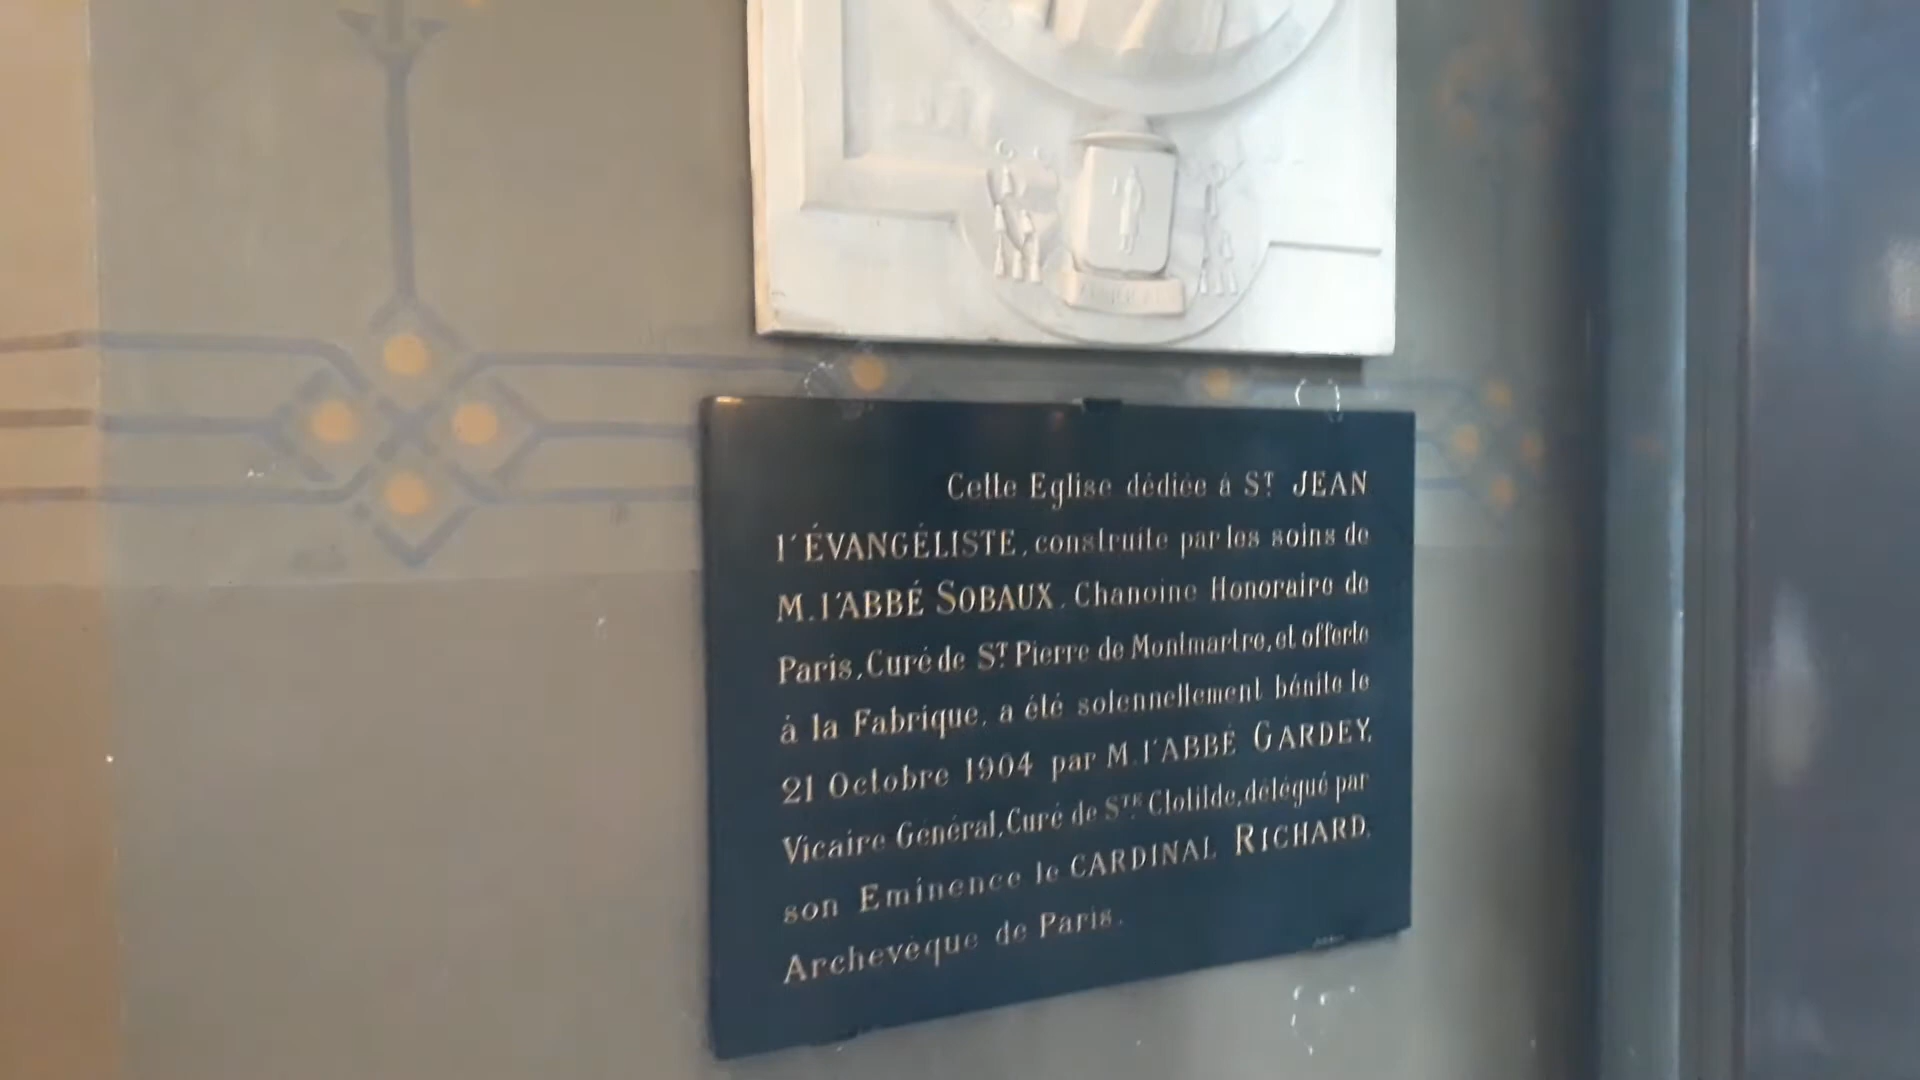 Cette Eglise dédiée à ST JEAN
l'ÉVANGÉLISTE, construite par les soins de
M. l'ABBÉ SOBAUX, Chanoine Honoraire de
Paris, Curé de ST Pierre de Montmartre, et offerte
à la Fabrique, a été solennellement bénite le
21 Octobre 1904 par M. l'ABBÉ GARDEY,
Vicaire Général, Curé de STE Clotilde, délégué par
son Eminence le CARDINAL RICHARD,
Archevêque de Paris.